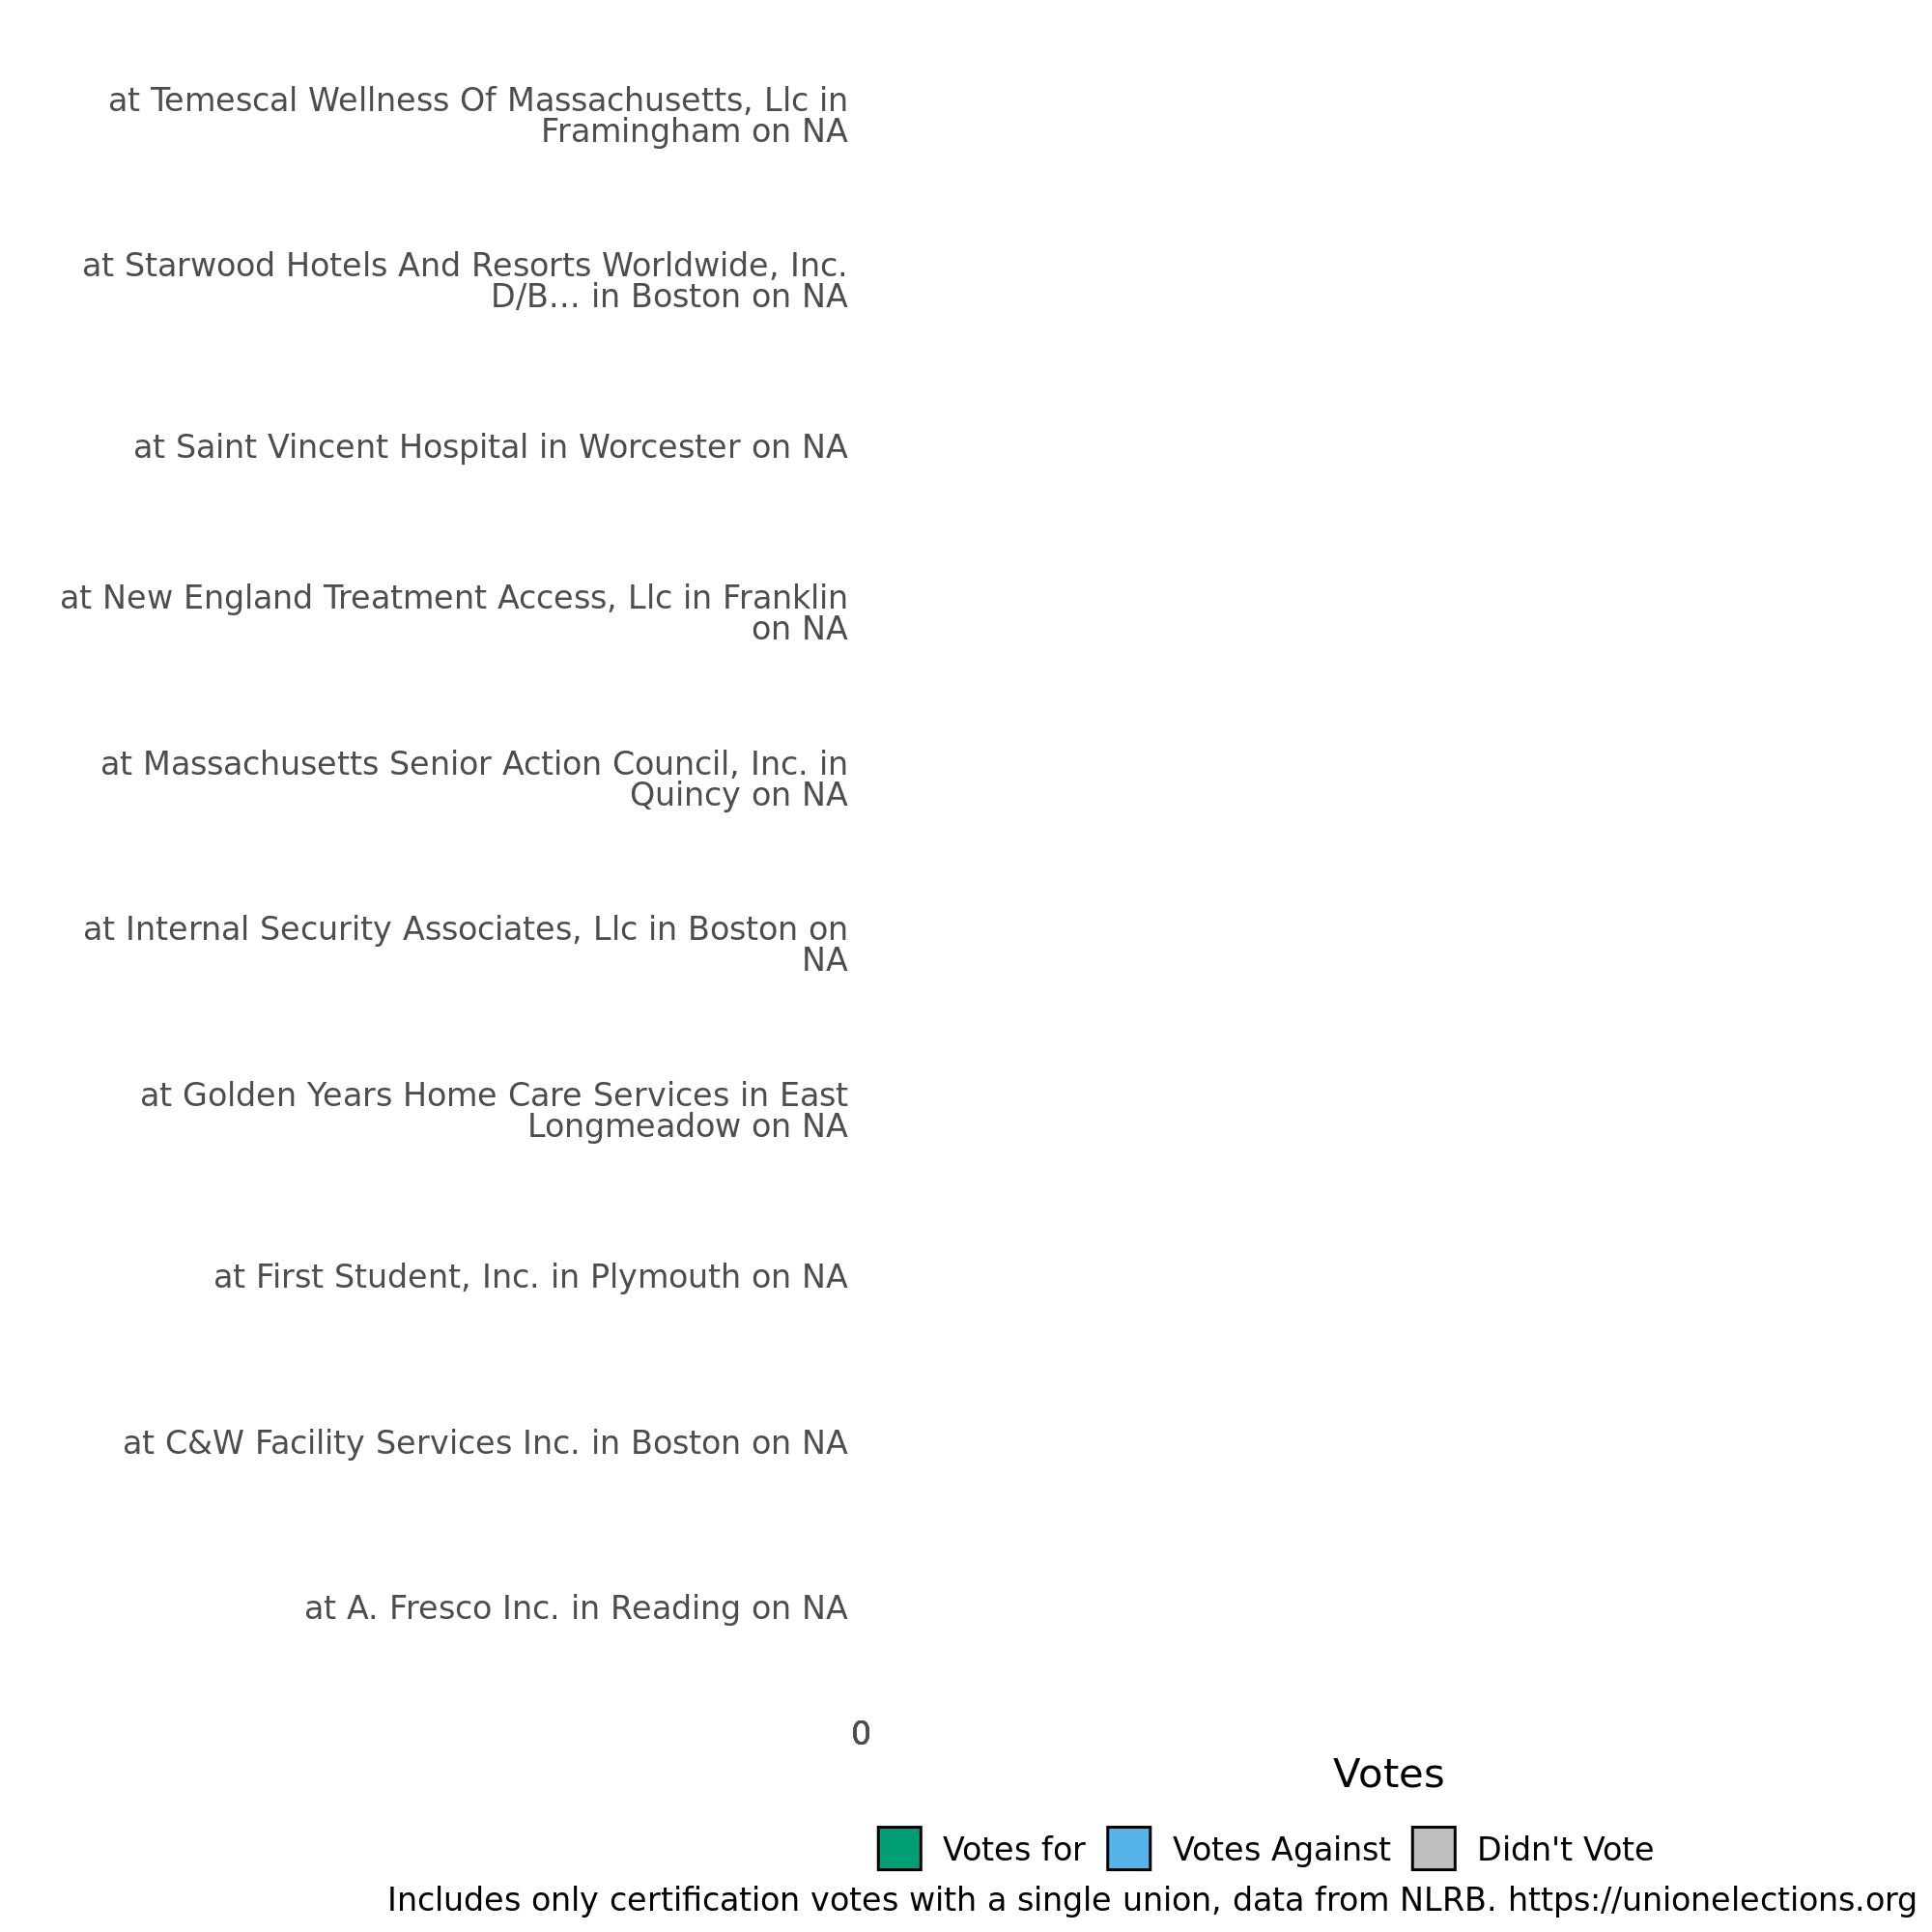 at Temescal Wellness Of Massachusetts, Llc in
Framingham on NA
at Starwood Hotels And Resorts Worldwide, Inc.
D/B... in Boston on NA
at Saint Vincent Hospital in Worcester on NA
at New England Treatment Access, Llc in Franklin
on NA
at Massachusetts Senior Action Council, Inc. in
Quincy on NA
at Internal Security Associates, Llc in Boston on
NA
at Golden Years Home Care Services in East
Longmeadow on NA
at First Student, Inc. in Plymouth on NA
at C&W Facility Services Inc. in Boston on NA
at A. Fresco Inc. in Reading on NA
0
Votes
Votes for Votes Against Didn't Vote
Includes only certification votes with a single union, data from NLRB. https://unionelections.org